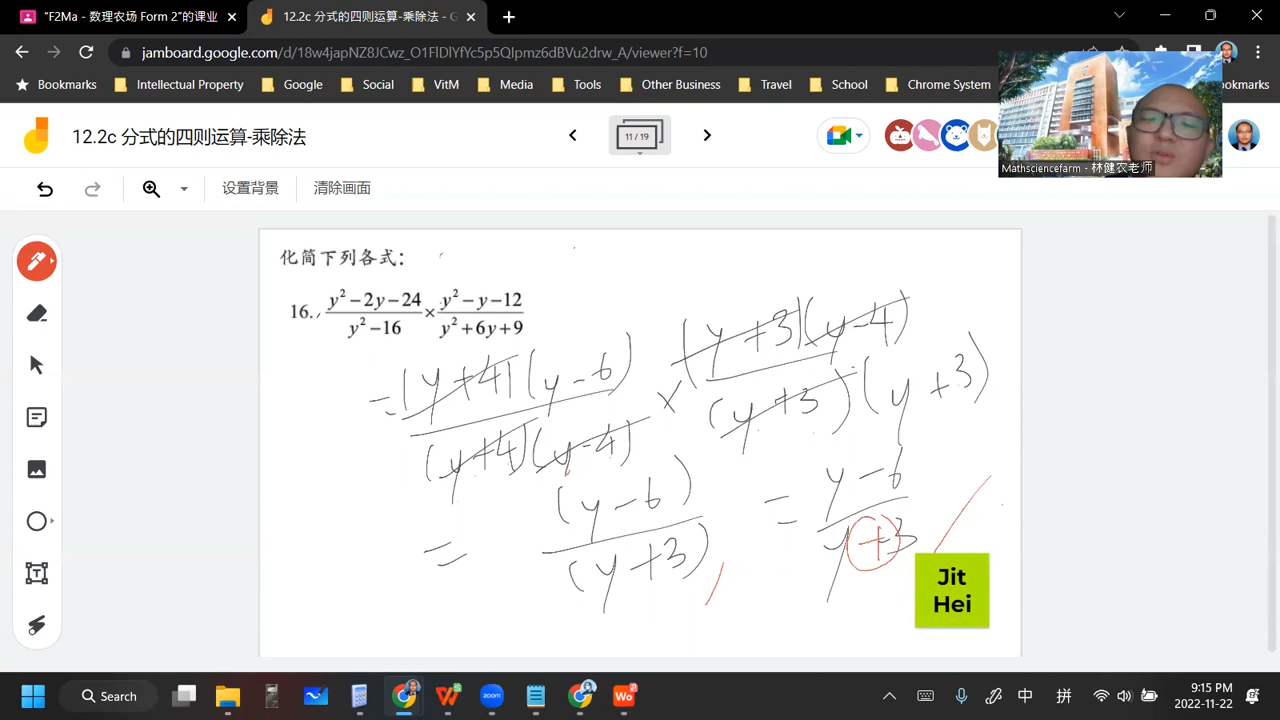 "F2Ma - 数理农场 Form 2"的课业
12.2c 分式的四则运算-乘除法 - G
jamboard.google.com/d/18w4japNZ8JCwz_O1FlDlYfYc5p5QIpmz6dBVu2drw_A/viewer?f=10
Bookmarks Intellectual Property Google Social VitM Media Tools Other Business Travel School Chrome System
okmarks
12.2c 分式的四则运算-乘除法
11 / 19
设置背景 清除画面
Mathsciencefarm - 林健农老师
化简下列各式：
16. (y² − 2y − 24)/(y² − 16) × (y² − y − 12)/(y² + 6y + 9)
= (y+4)(y−6)/(y+4)(y−4) × (y+3)(y−4)/(y+3)(y+3)
= (y−6)/(y+3) = y−6/y+3
Jit
Hei
Search
中 拼
9:15 PM
2022-11-22